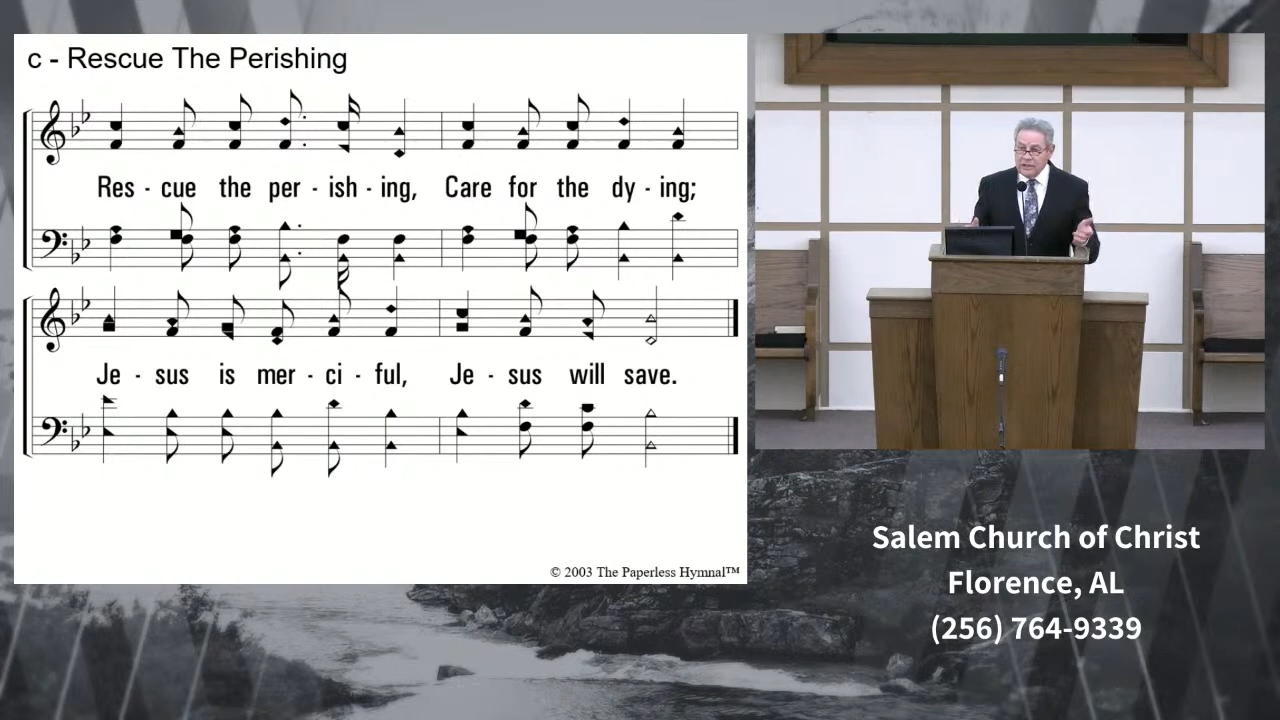 c - Rescue The Perishing
Res - cue the per - ish - ing, Care for the dy - ing;
Je - sus is mer - ci - ful, Je - sus will save.
© 2003 The Paperless Hymnal™
Salem Church of Christ
Florence, AL
(256) 764-9339